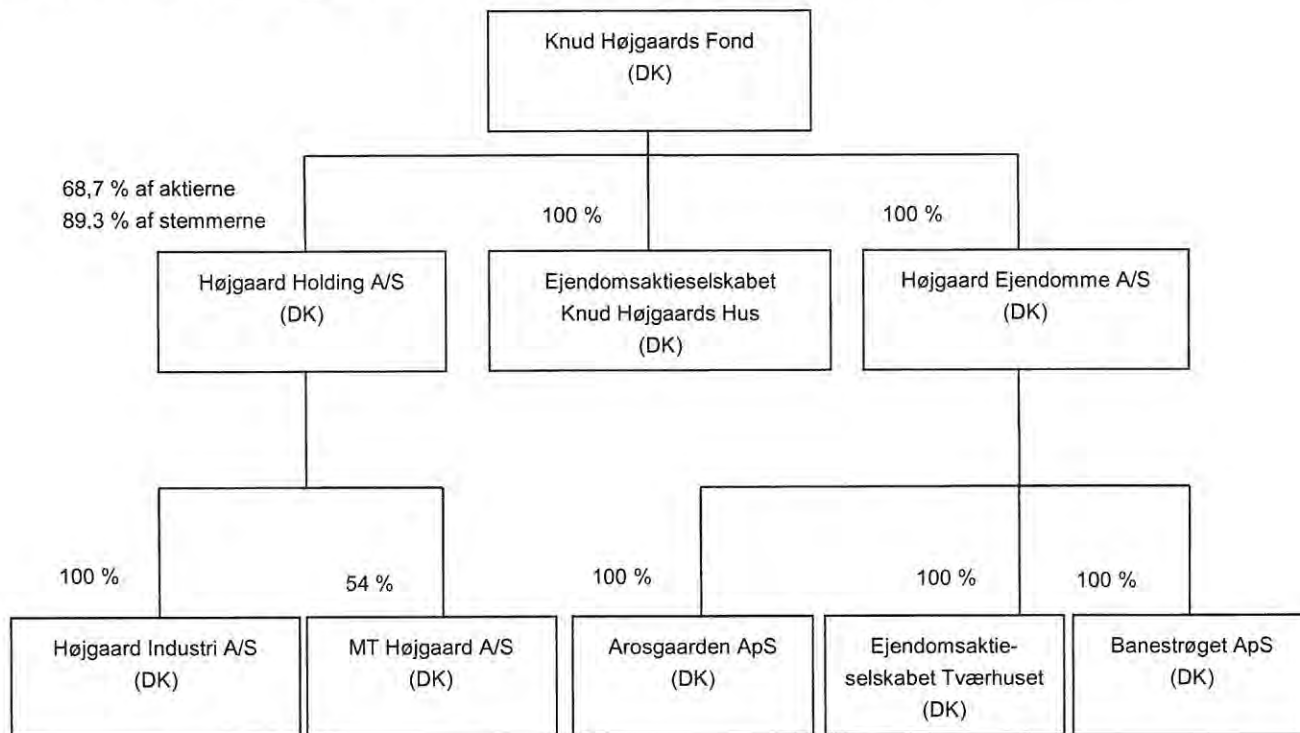 Knud Højgaards Fond
(DK)
68,7 % af aktierne
89.3 % af stemmerne
100 %
100 %
Højgaard Holding A/S
(DK)
Ejendomsaktieselskabet
Knud Højgaards Hus
(DK)
Højgaard Ejendomme A/S
(DK)
100 %
54 %
100 %
100 %
100 %
Højgaard Industri A/S
(DK)
MT Højgaard A/S
(DK)
Arosgaarden ApS
(DK)
Ejendomsaktie-
selskabet Tværhuset
(DK)
Banestrøget ApS
(DK)